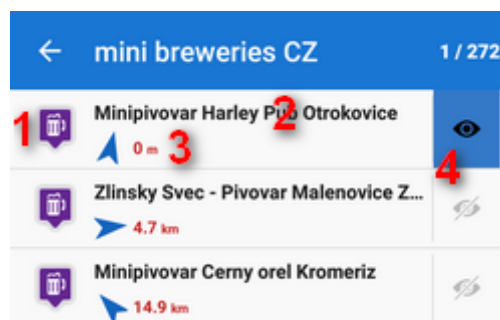 mini breweries CZ 1 / 272
1 Minipivovar Harley Pub Otrokovice 2
0 m 3
4
Zlinsky Svec - Pivovar Malenovice Z...
4.7 km
Minipivovar Cerny orel Kromeriz
14.9 km